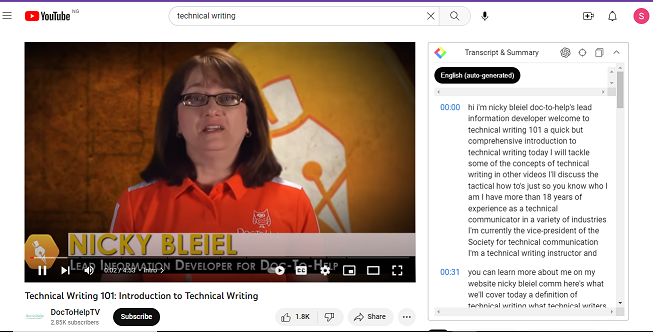 YouTube NG
technical writing
S
Transcript & Summary
English (auto-generated)
00:00
hi i'm nicky bleiel doc-to-help's lead
information developer welcome to
technical writing 101 a quick but
comprehensive introduction to
technical writing today I will tackle
some of the concepts of technical
writing in other videos I'll discuss the
tactical how to's just so you know who I
am I have more than 18 years of
experience as a technical
communicator in a variety of industries
I'm currently the vice-president of the
Society for technical communication
I'm a technical writing instructor and
00:31
you can learn more about me on my
website nicky bleiel comm here's what
we'll cover today a definition of
technical writing what technical writers
NICKY BLEIEL
LEAD INFORMATION DEVELOPER FOR DOC-TO-HELP
0:02 / 4:53 • Intro
Technical Writing 101: Introduction to Technical Writing
DocToHelpTV
2.85K subscribers
Subscribe
1.8K
Share